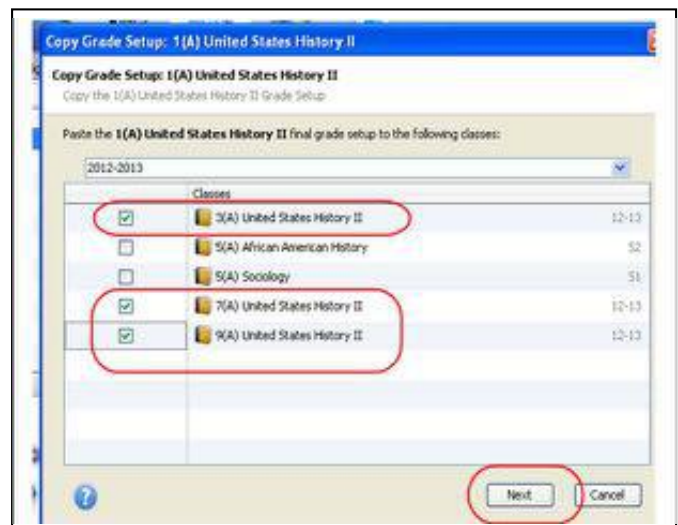 Copy Grade Setup: 1(A) United States History II
Copy Grade Setup: 1(A) United States History II
Copy the 1(A) United States History II Grade Setup
Paste the 1(A) United States History II final grade setup to the following classes:
2012-2013
Classes
3(A) United States History II 12-13
5(A) African American History S2
5(A) Sociology S1
7(A) United States History II 12-13
9(A) United States History II 12-13
Next Cancel